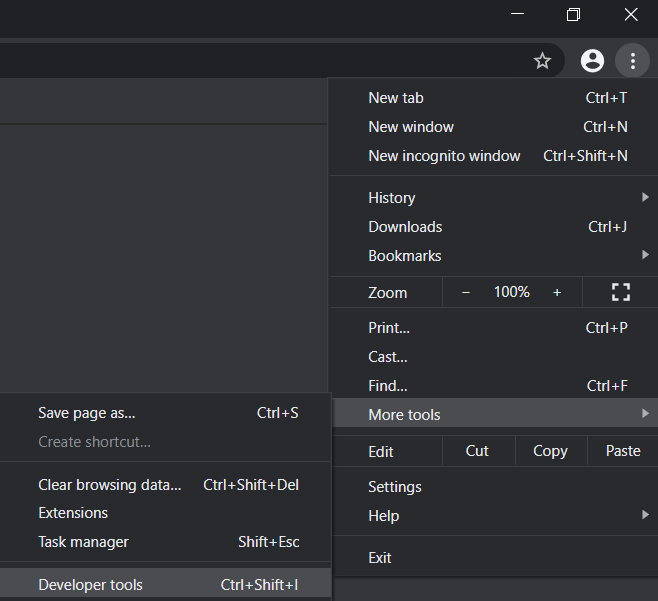 New tab Ctrl+T
New window Ctrl+N
New incognito window Ctrl+Shift+N
History
Downloads Ctrl+J
Bookmarks
Zoom − 100% +
Print... Ctrl+P
Cast...
Find... Ctrl+F
More tools
Edit Cut Copy Paste
Settings
Help
Exit
Save page as... Ctrl+S
Create shortcut...
Clear browsing data... Ctrl+Shift+Del
Extensions
Task manager Shift+Esc
Developer tools Ctrl+Shift+I